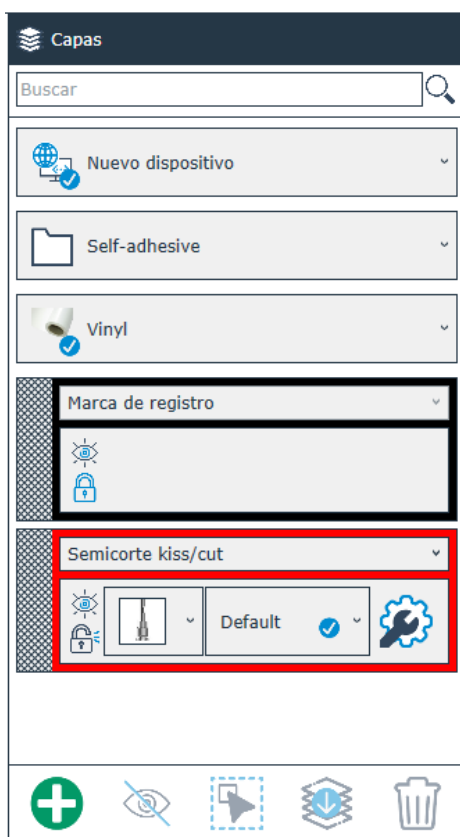 Capas
Buscar
Nuevo dispositivo
Self-adhesive
Vinyl
Marca de registro
Semicorte kiss/cut
Default